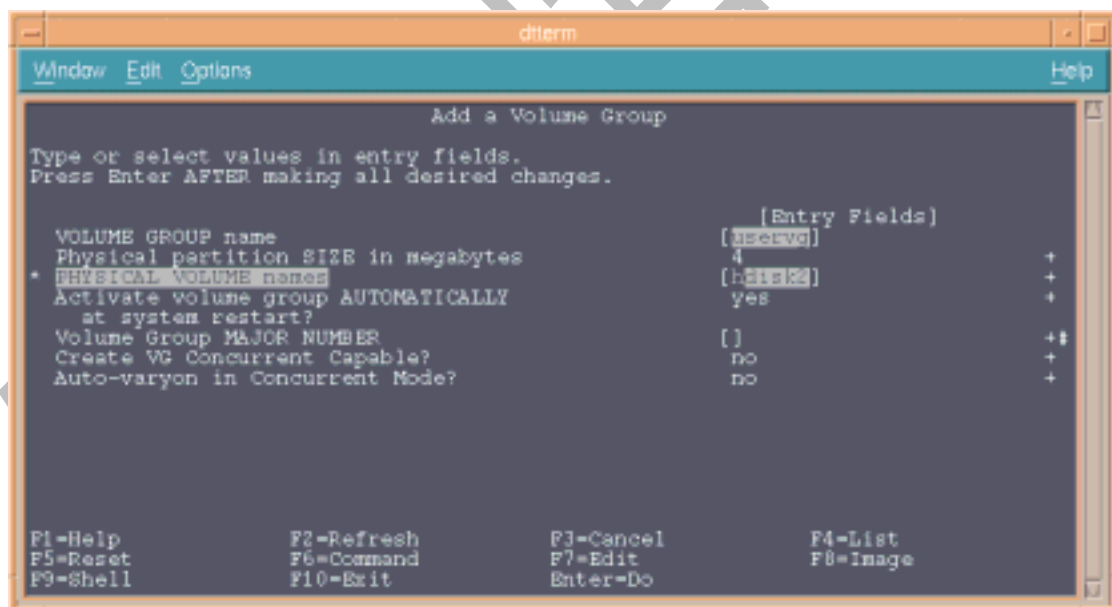 dtterm
Window Edit Options Help
Add a Volume Group
Type or select values in entry fields.
Press Enter AFTER making all desired changes.
[Entry Fields]
VOLUME GROUP name [uservg]
Physical partition SIZE in megabytes 4 +
* PHYSICAL VOLUME names [hdisk2] +
Activate volume group AUTOMATICALLY yes +
at system restart?
Volume Group MAJOR NUMBER [] +#
Create VG Concurrent Capable? no +
Auto-varyon in Concurrent Mode? no +
F1=Help F2=Refresh F3=Cancel F4=List
F5=Reset F6=Command F7=Edit F8=Image
F9=Shell F10=Exit Enter=Do